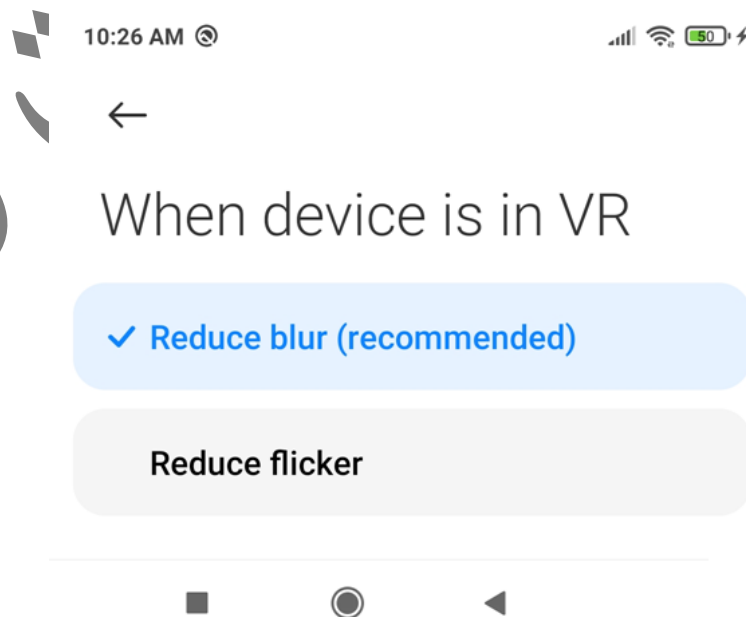 10:26 AM
50
When device is in VR
Reduce blur (recommended)
Reduce flicker